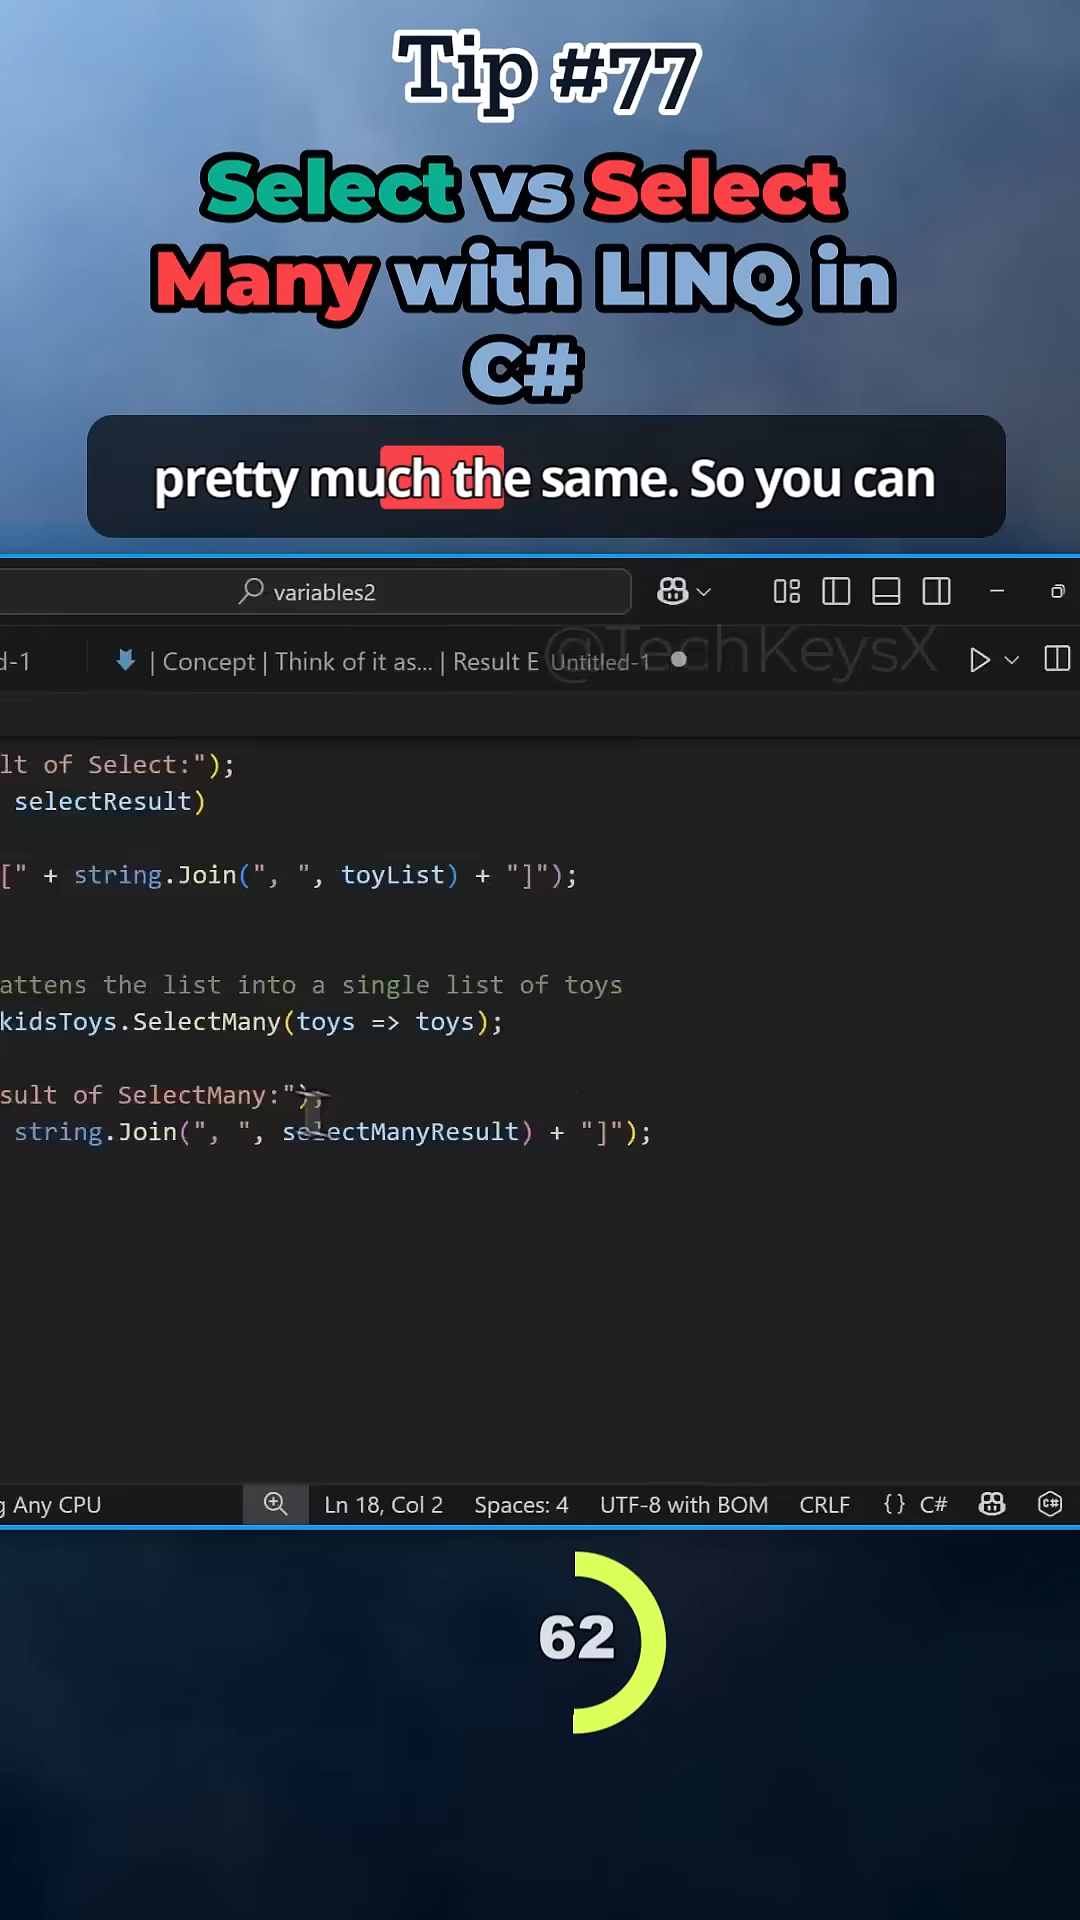 Tip #77
Select vs Select
Many with LINQ in
C#
pretty much the same. So you can
variables2
d-1 | Concept | Think of it as... | Result E Untitled-1
@TechKeysX
lt of Select:");
selectResult)
[" + string.Join(", ", toyList) + "]");
attens the list into a single list of toys
kidsToys.SelectMany(toys => toys);
sult of SelectMany:");
string.Join(", ", selectManyResult) + "]");
g Any CPU Ln 18, Col 2 Spaces: 4 UTF-8 with BOM CRLF {} C#
62